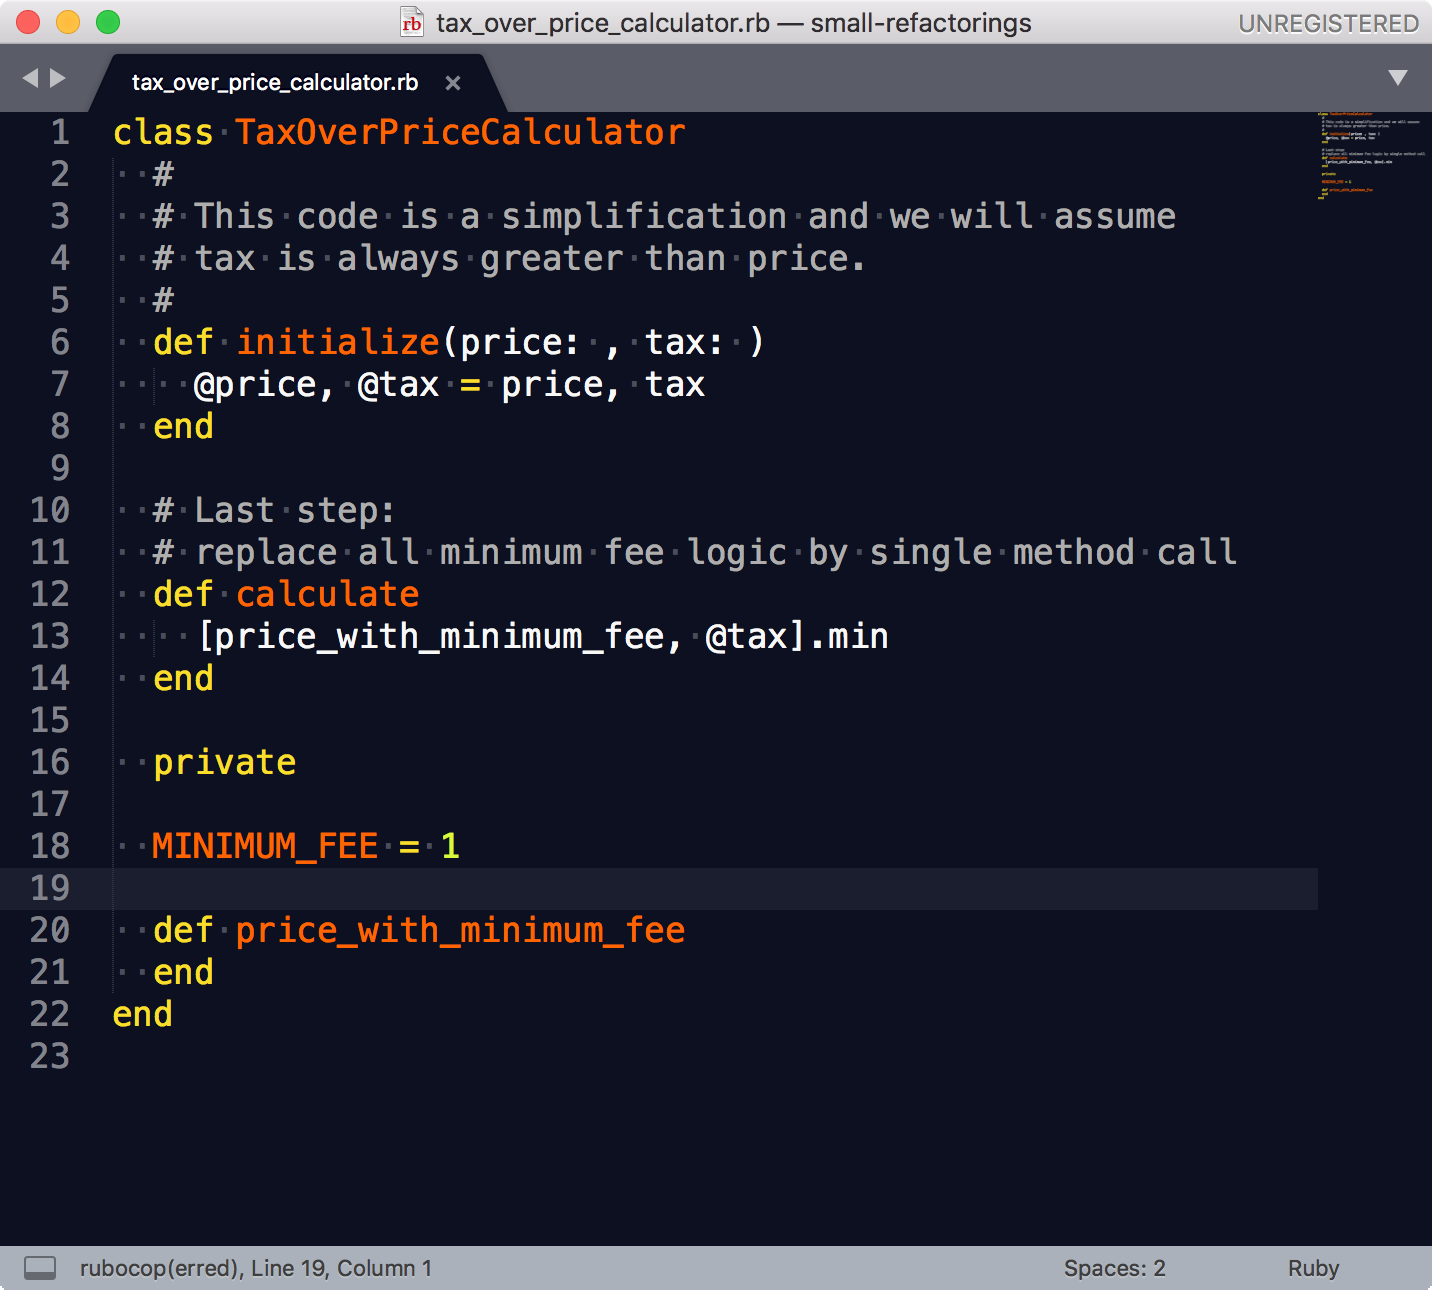 rb tax_over_price_calculator.rb — small-refactorings UNREGISTERED
tax_over_price_calculator.rb ×
1 class TaxOverPriceCalculator
2   #
3   # This code is a simplification and we will assume
4   # tax is always greater than price.
5   #
6   def initialize(price: , tax: )
7     @price, @tax = price, tax
8   end
9
10   # Last step:
11   # replace all minimum fee logic by single method call
12   def calculate
13     [price_with_minimum_fee, @tax].min
14   end
15
16   private
17
18   MINIMUM_FEE = 1
19
20   def price_with_minimum_fee
21   end
22 end
23
rubocop(erred), Line 19, Column 1 Spaces: 2 Ruby